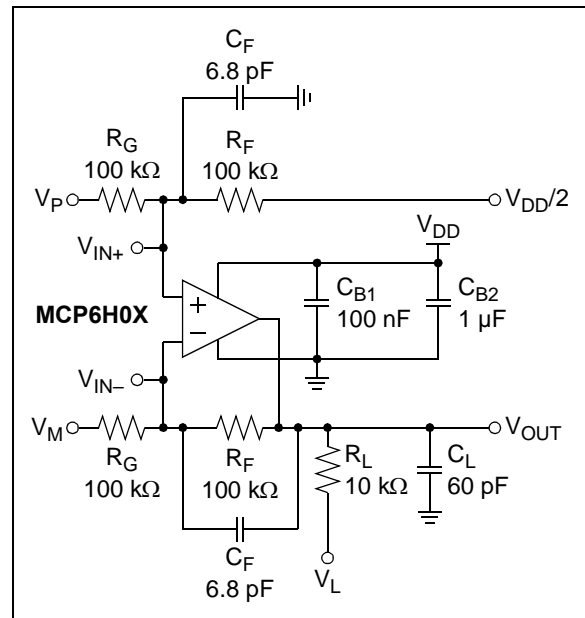 C_F
6.8 pF
R_G
100 kΩ
R_F
100 kΩ
V_P
V_DD/2
V_DD
V_IN+
C_B1
100 nF
C_B2
1 µF
MCP6H0X
+
−
V_IN–
V_M
V_OUT
R_G
100 kΩ
R_F
100 kΩ
R_L
10 kΩ
C_L
60 pF
C_F
6.8 pF
V_L